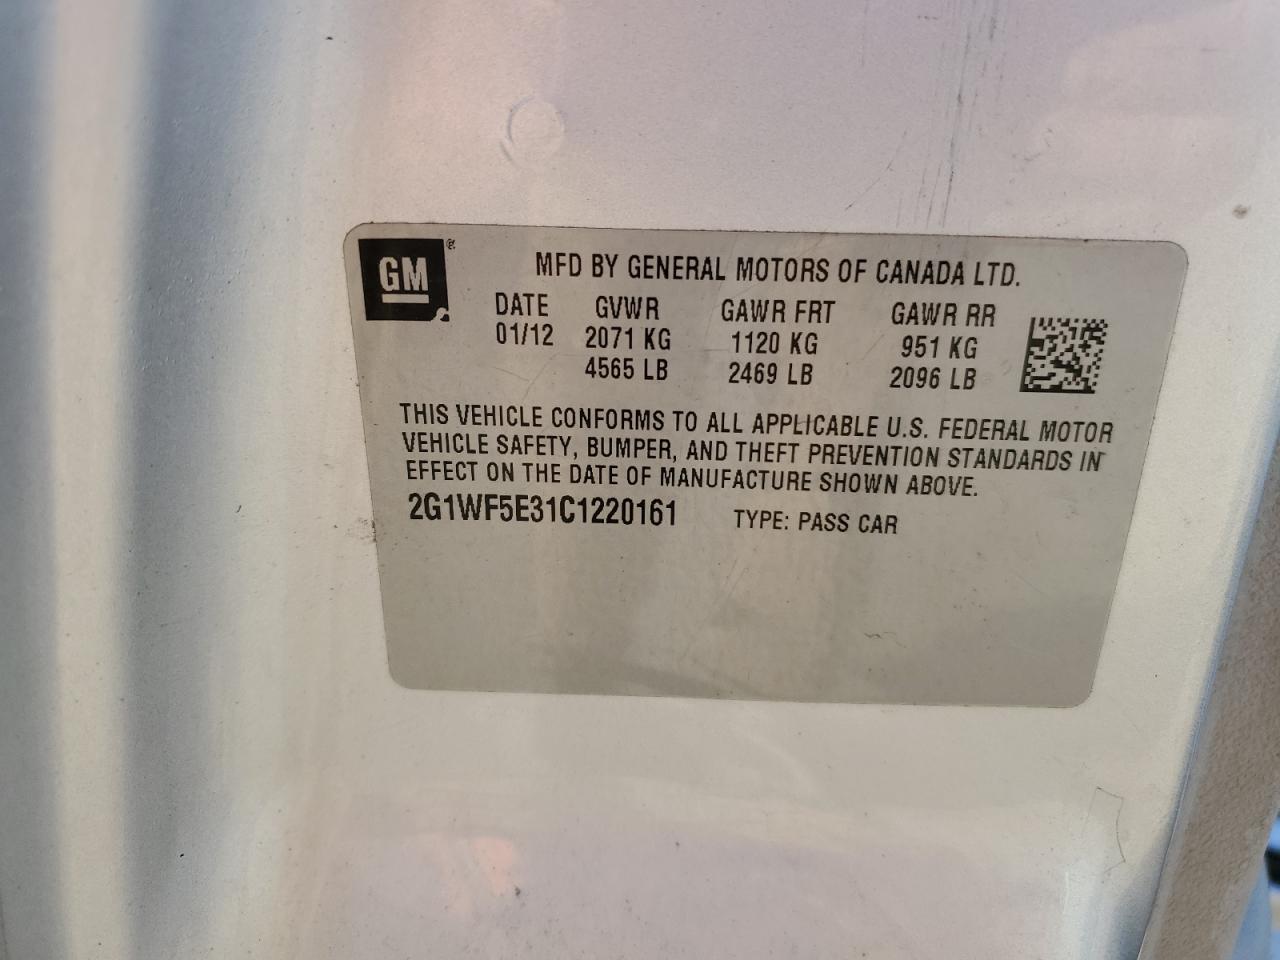 GM ®
MFD BY GENERAL MOTORS OF CANADA LTD.
DATE GVWR GAWR FRT GAWR RR
01/12 2071 KG 1120 KG 951 KG
4565 LB 2469 LB 2096 LB
THIS VEHICLE CONFORMS TO ALL APPLICABLE U.S. FEDERAL MOTOR
VEHICLE SAFETY, BUMPER, AND THEFT PREVENTION STANDARDS IN
EFFECT ON THE DATE OF MANUFACTURE SHOWN ABOVE.
2G1WF5E31C1220161 TYPE: PASS CAR